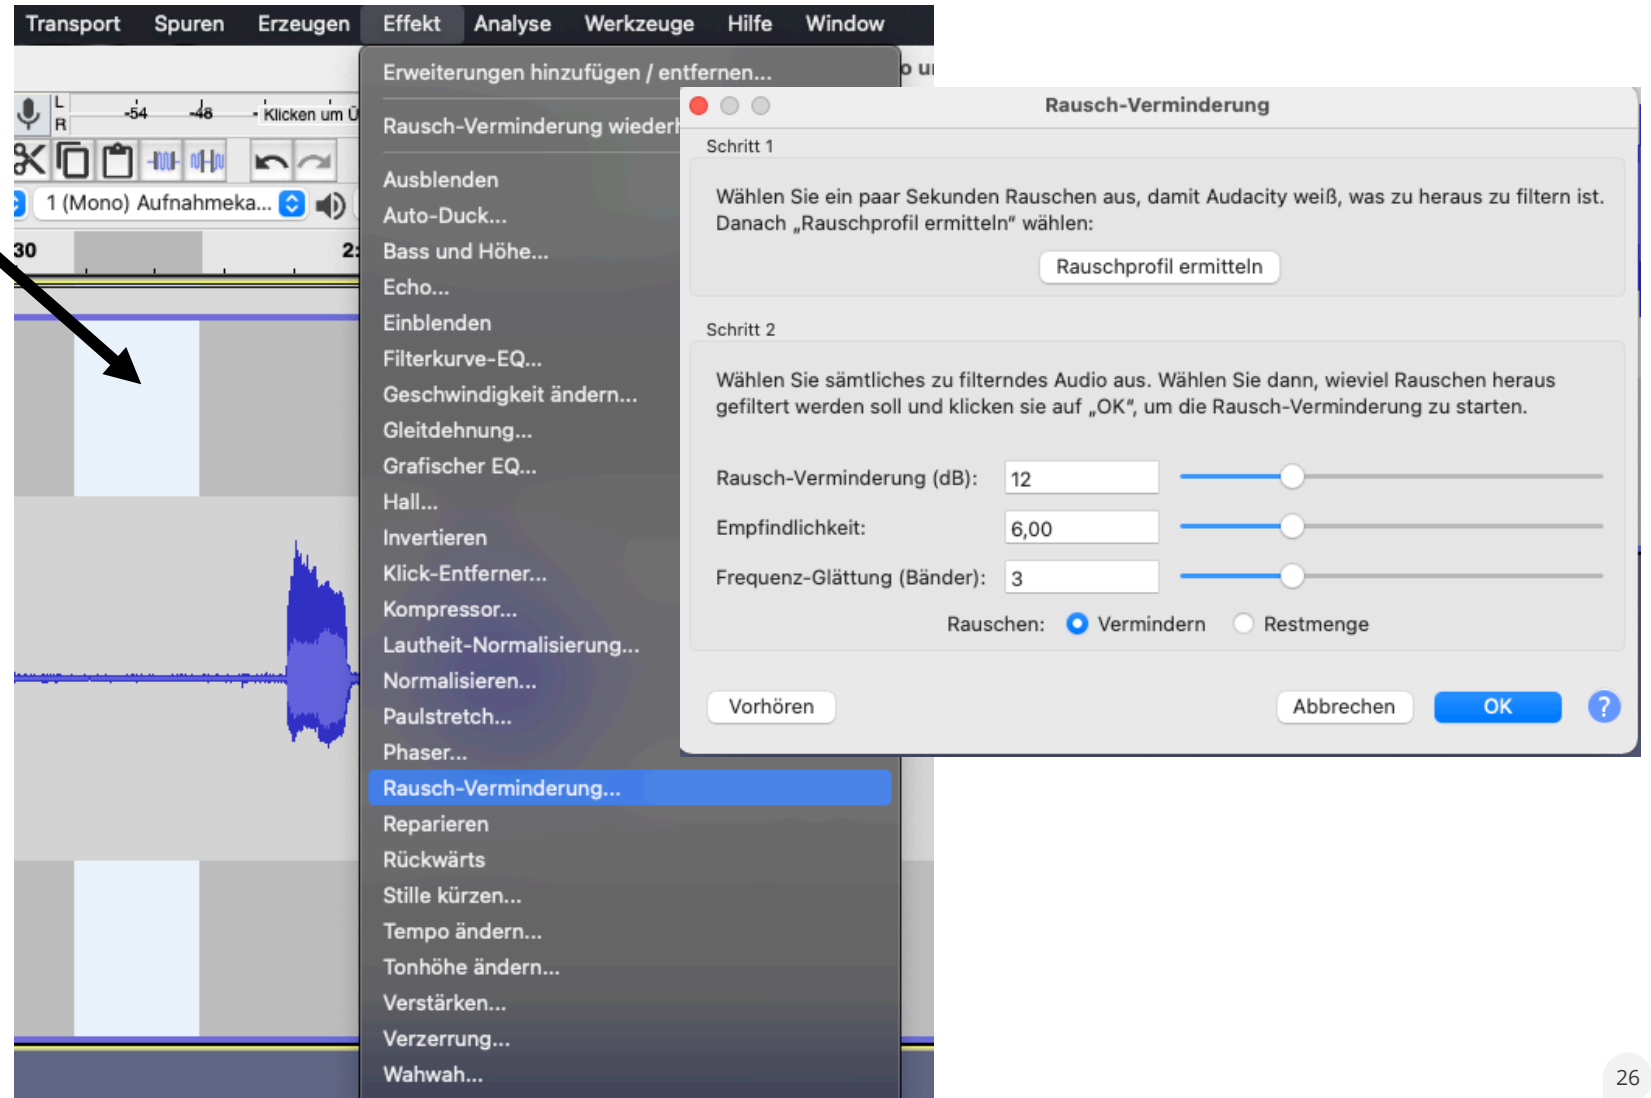 Transport Spuren Erzeugen Effekt Analyse Werkzeuge Hilfe Window
Erweiterungen hinzufügen / entfernen...
L
R
-54 -48 Klicken um
Rausch-Verminderung
1 (Mono) Aufnahmeka...
30
Ausblenden
Auto-Duck...
Bass und Höhe...
Echo...
Einblenden
Filterkurve-EQ...
Geschwindigkeit ändern...
Gleitdehnung...
Grafischer EQ...
Hall...
Invertieren
Klick-Entferner...
Kompressor...
Lautheit-Normalisierung...
Normalisieren...
Paulstretch...
Phaser...
Rausch-Verminderung...
Reparieren
Rückwärts
Stille kürzen...
Tempo ändern...
Tonhöhe ändern...
Verstärken...
Verzerrung...
Wahwah...
Rausch-Verminderung
Schritt 1
Wählen Sie ein paar Sekunden Rauschen aus, damit Audacity weiß, was zu heraus zu filtern ist.
Danach „Rauschprofil ermitteln“ wählen:
Rauschprofil ermitteln
Schritt 2
Wählen Sie sämtliches zu filterndes Audio aus. Wählen Sie dann, wieviel Rauschen heraus
gefiltert werden soll und klicken sie auf „OK“, um die Rausch-Verminderung zu starten.
Rausch-Verminderung (dB): 12
Empfindlichkeit: 6,00
Frequenz-Glättung (Bänder): 3
Rauschen: Vermindern Restmenge
Vorhören Abbrechen OK ?
26